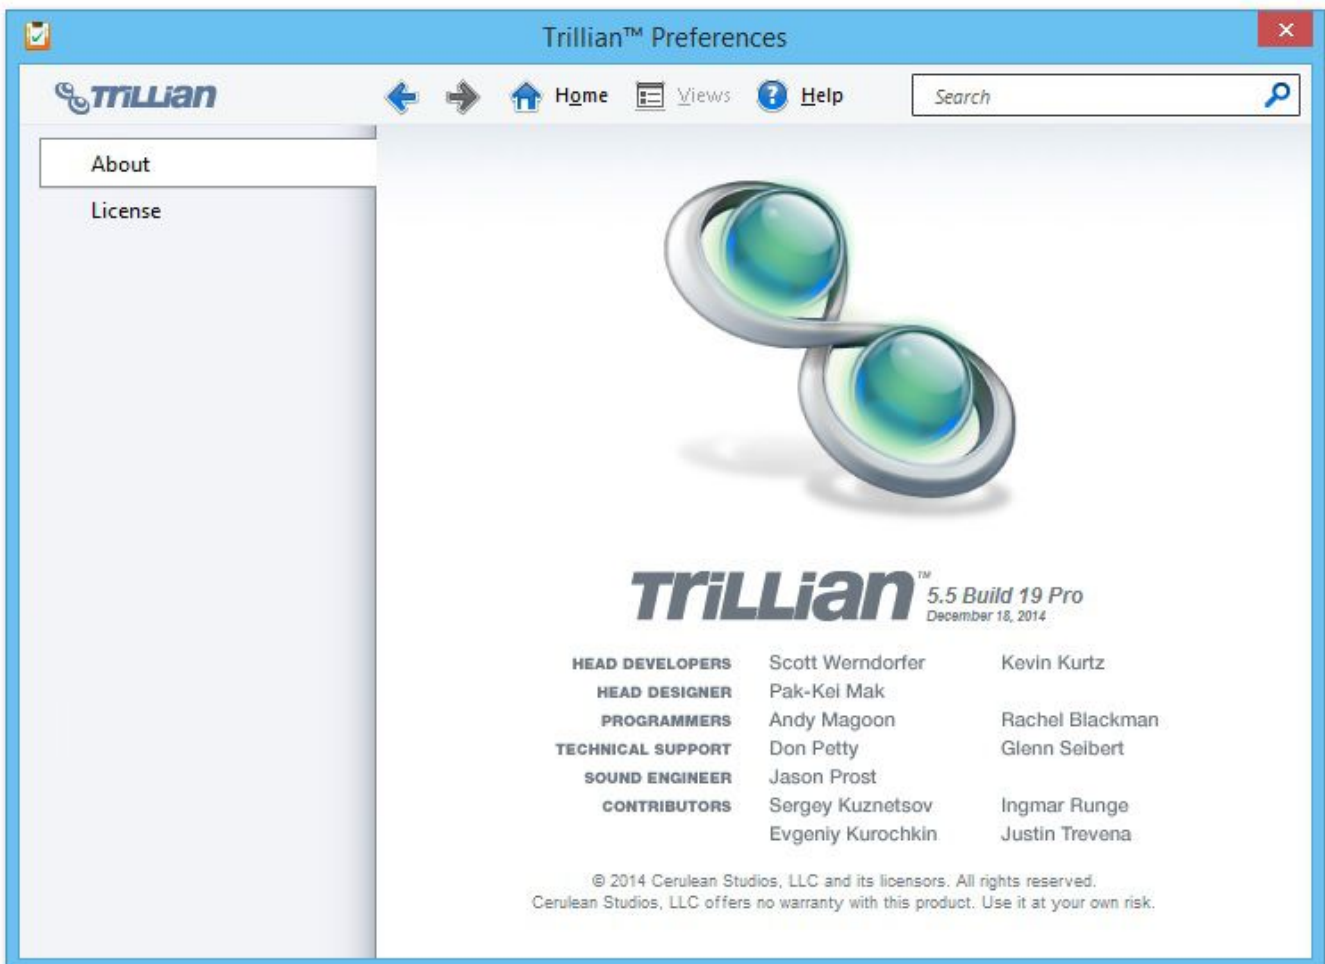 Trillian™ Preferences
Trillian
Home Views Help Search
About
License
Trillian™ 5.5 Build 19 Pro
December 18, 2014
HEAD DEVELOPERS Scott Werndorfer Kevin Kurtz
HEAD DESIGNER Pak-Kei Mak
PROGRAMMERS Andy Magoon Rachel Blackman
TECHNICAL SUPPORT Don Petty Glenn Seibert
SOUND ENGINEER Jason Prost
CONTRIBUTORS Sergey Kuznetsov Ingmar Runge
Evgeniy Kurochkin Justin Trevena
© 2014 Cerulean Studios, LLC and its licensors. All rights reserved.
Cerulean Studios, LLC offers no warranty with this product. Use it at your own risk.